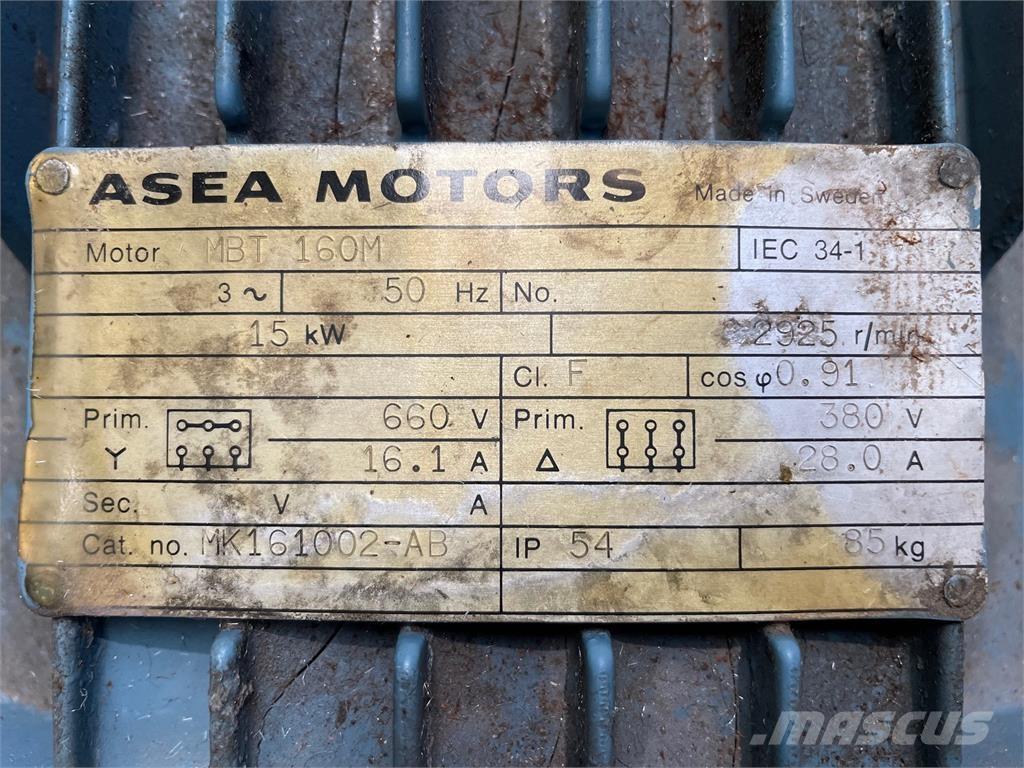 ASEA MOTORS Made in Sweden
Motor MBT 160M IEC 34-1
3 ~ 50 Hz No.
15 kW 2925 r/min
Cl. F cos φ 0.91
Prim. 660 V Prim. 380 V
Y 16.1 A Δ 28.0 A
Sec. V A
Cat. no. MK161002-AB IP 54 85 kg
MASCUS